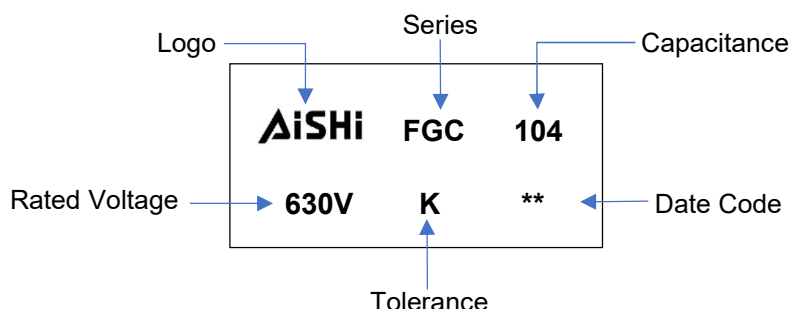 Series
Logo
Capacitance
AiSHi FGC 104
Rated Voltage
630V K **
Date Code
Tolerance